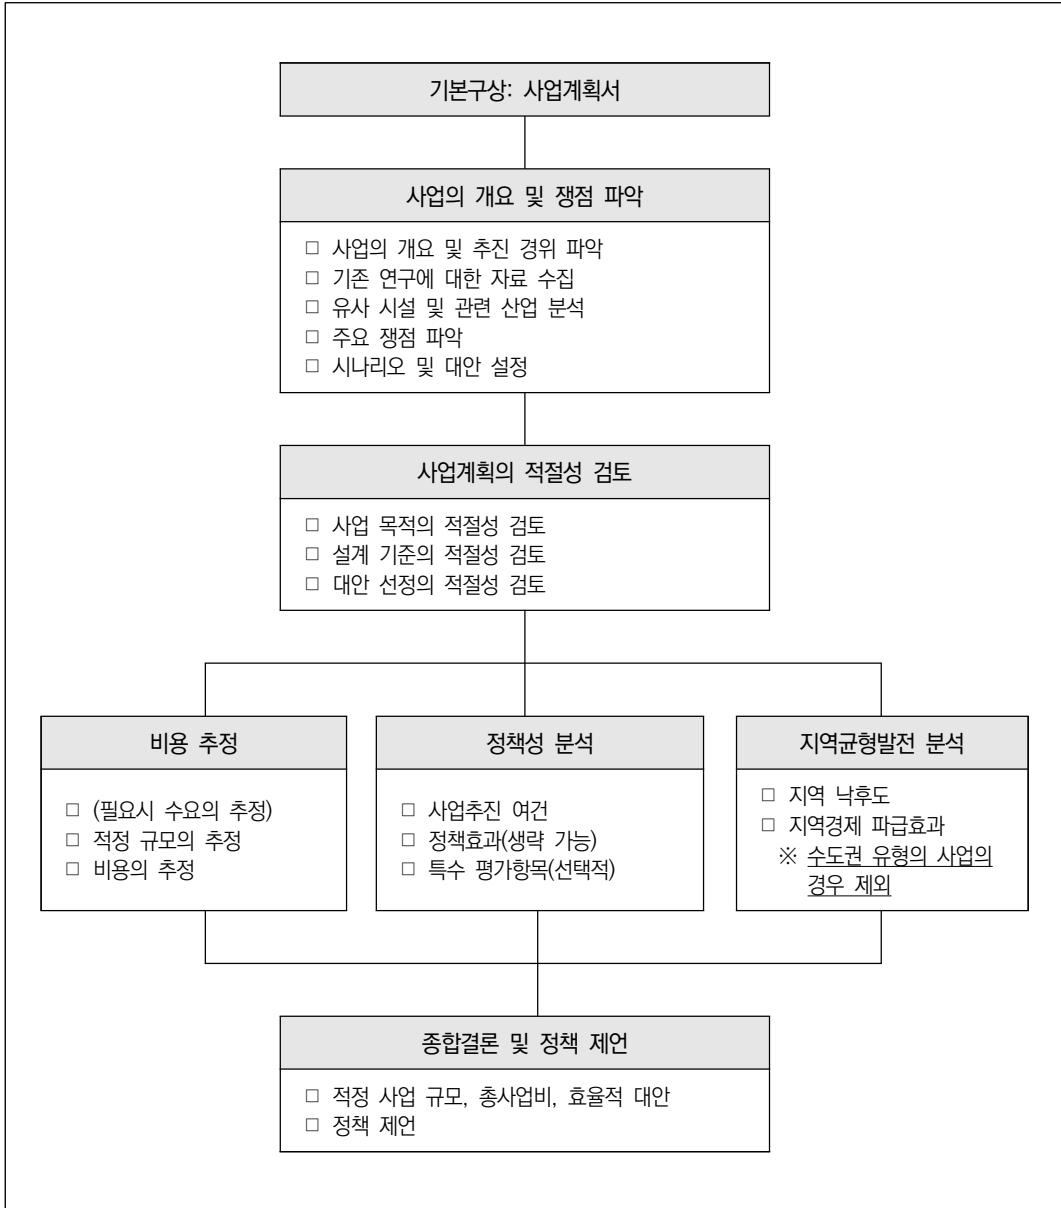 기본구상: 사업계획서
사업의 개요 및 쟁점 파악
□ 사업의 개요 및 추진 경위 파악
□ 기존 연구에 대한 자료 수집
□ 유사 시설 및 관련 산업 분석
□ 주요 쟁점 파악
□ 시나리오 및 대안 설정
사업계획의 적절성 검토
□ 사업 목적의 적절성 검토
□ 설계 기준의 적절성 검토
□ 대안 선정의 적절성 검토
비용 추정
□ (필요시 수요의 추정)
□ 적정 규모의 추정
□ 비용의 추정
정책성 분석
□ 사업추진 여건
□ 정책효과(생략 가능)
□ 특수 평가항목(선택적)
지역균형발전 분석
□ 지역 낙후도
□ 지역경제 파급효과
※ 수도권 유형의 사업의
경우 제외
종합결론 및 정책 제언
□ 적정 사업 규모, 총사업비, 효율적 대안
□ 정책 제언